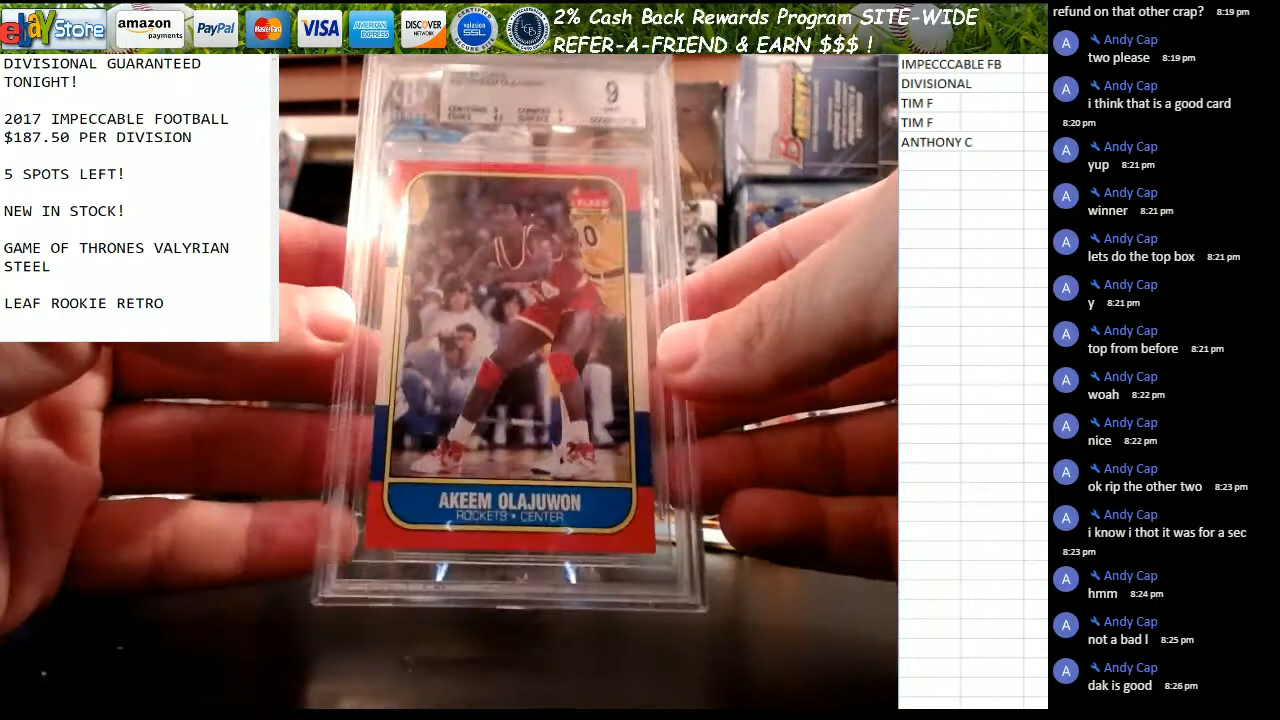 ebay Store
amazon
payments
PayPal
MasterCard
VISA
AMERICAN
EXPRESS
DISCOVER
NETWORK
volusion
SSL
2% Cash Back Rewards Program SITE-WIDE
REFER-A-FRIEND & EARN $$$ !
DIVISIONAL GUARANTEED
TONIGHT!
2017 IMPECCABLE FOOTBALL
$187.50 PER DIVISION
5 SPOTS LEFT!
NEW IN STOCK!
GAME OF THRONES VALYRIAN
STEEL
LEAF ROOKIE RETRO
9
FLEER
AKEEM OLAJUWON
ROCKETS • CENTER
IMPECCCABLE FB
DIVISIONAL
TIM F
TIM F
ANTHONY C
refund on that other crap? 8:19 pm
A Andy Cap
two please 8:19 pm
A Andy Cap
i think that is a good card
8:20 pm
A Andy Cap
yup 8:21 pm
A Andy Cap
winner 8:21 pm
A Andy Cap
lets do the top box 8:21 pm
A Andy Cap
y 8:21 pm
A Andy Cap
top from before 8:21 pm
A Andy Cap
woah 8:22 pm
A Andy Cap
nice 8:22 pm
A Andy Cap
ok rip the other two 8:23 pm
A Andy Cap
i know i thot it was for a sec
8:23 pm
A Andy Cap
hmm 8:24 pm
A Andy Cap
not a bad l 8:25 pm
A Andy Cap
dak is good 8:26 pm